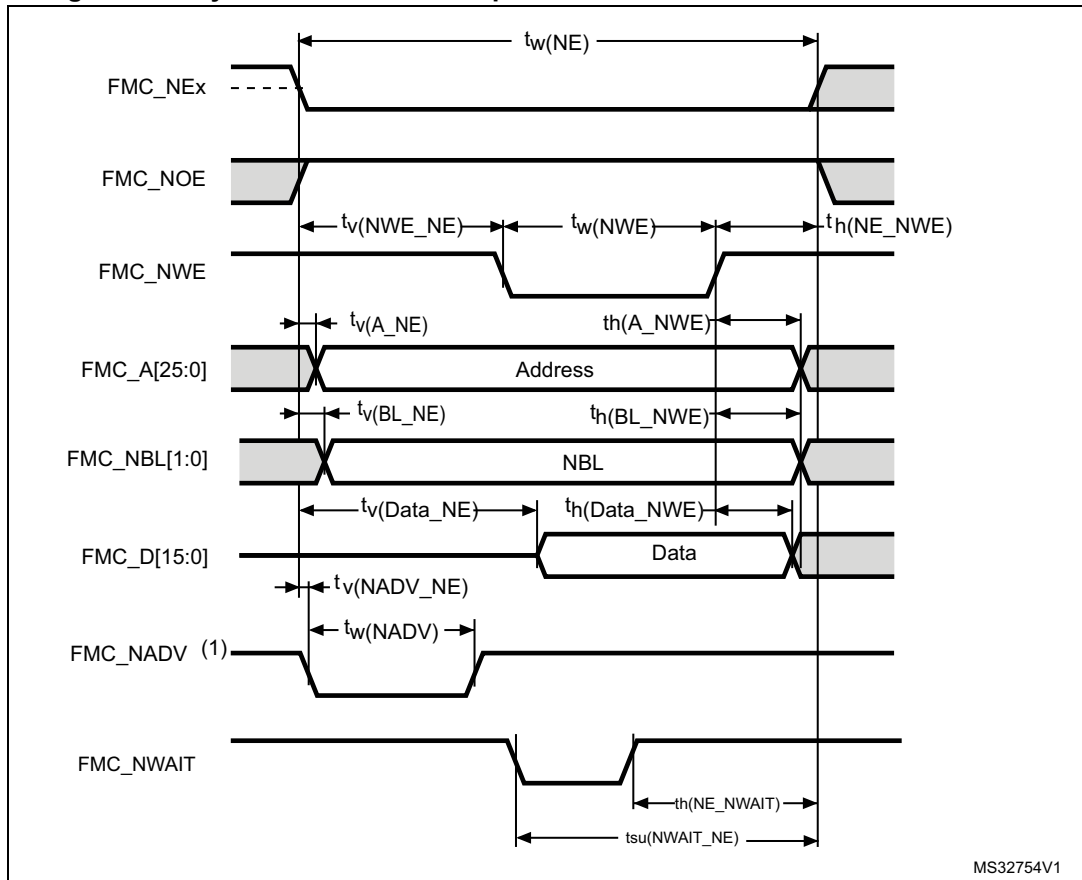 tw(NE)
FMC_NEx
FMC_NOE
tv(NWE_NE) tw(NWE) th(NE_NWE)
FMC_NWE
tv(A_NE) th(A_NWE)
FMC_A[25:0] Address
tv(BL_NE) th(BL_NWE)
FMC_NBL[1:0] NBL
tv(Data_NE) th(Data_NWE)
FMC_D[15:0] Data
tv(NADV_NE)
tw(NADV)
FMC_NADV (1)
FMC_NWAIT
th(NE_NWAIT)
tsu(NWAIT_NE)
MS32754V1